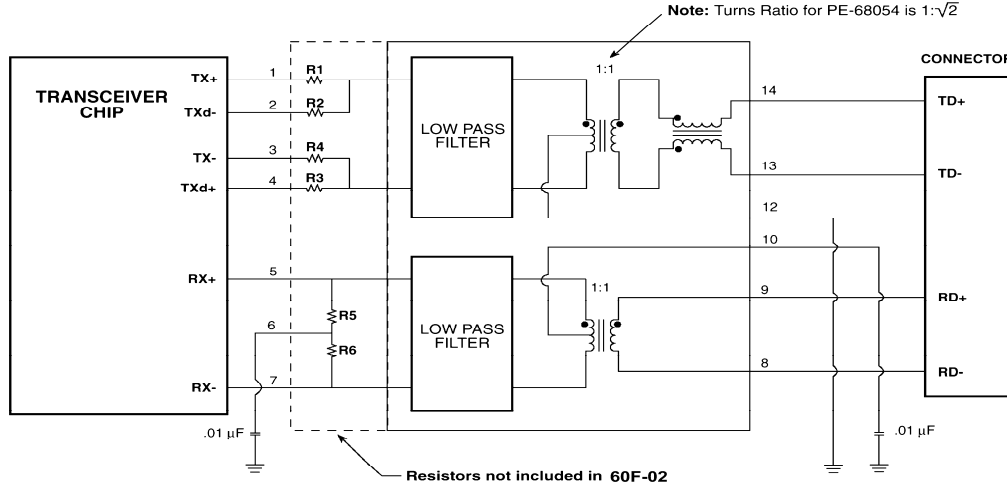 Note: Turns Ratio for PE-68054 is 1:√2
CONNECTOR
TRANSCEIVER
CHIP
TX+
1
R1
TXd-
2
R2
TX-
3
R4
TXd+
4
R3
LOW PASS
FILTER
1:1
14
TD+
13
TD-
12
10
RX+
5
R5
6
R6
RX-
7
LOW PASS
FILTER
1:1
9
RD+
8
RD-
.01 µF
.01 µF
Resistors not included in 60F-02